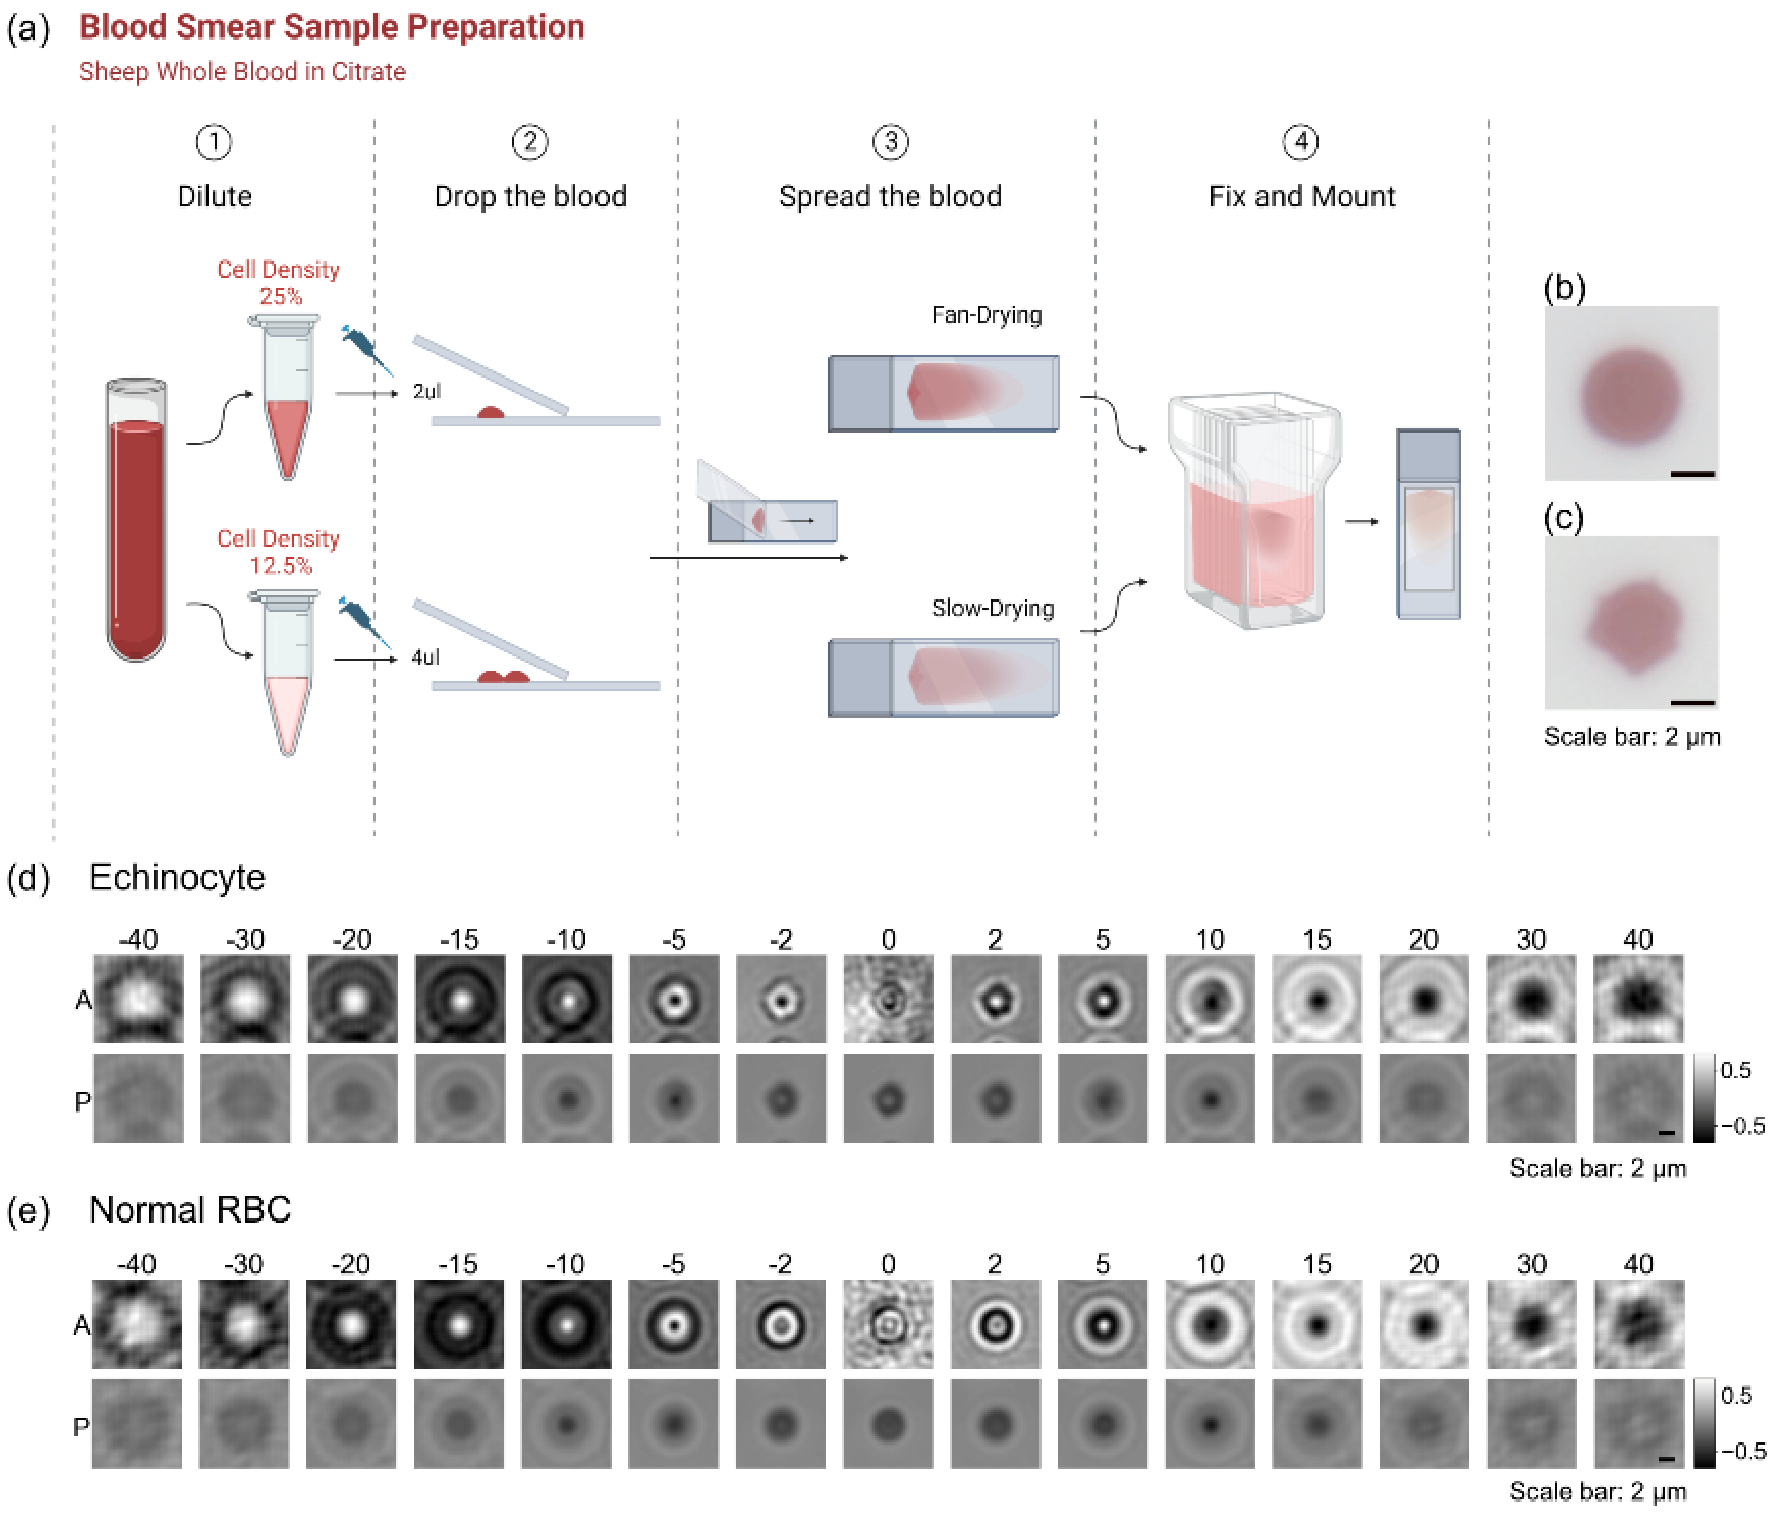 (a) Blood Smear Sample Preparation
Sheep Whole Blood in Citrate
1 2 3 4
Dilute Drop the blood Spread the blood Fix and Mount
Cell Density
25%
2ul
Cell Density
12.5%
4ul
Fan-Drying
Slow-Drying
(b)
(c)
Scale bar: 2 µm
(d) Echinocyte
-40 -30 -20 -15 -10 -5 -2 0 2 5 10 15 20 30 40
A
P
0.5
−0.5
Scale bar: 2 µm
(e) Normal RBC
-40 -30 -20 -15 -10 -5 -2 0 2 5 10 15 20 30 40
A
P
0.5
−0.5
Scale bar: 2 µm